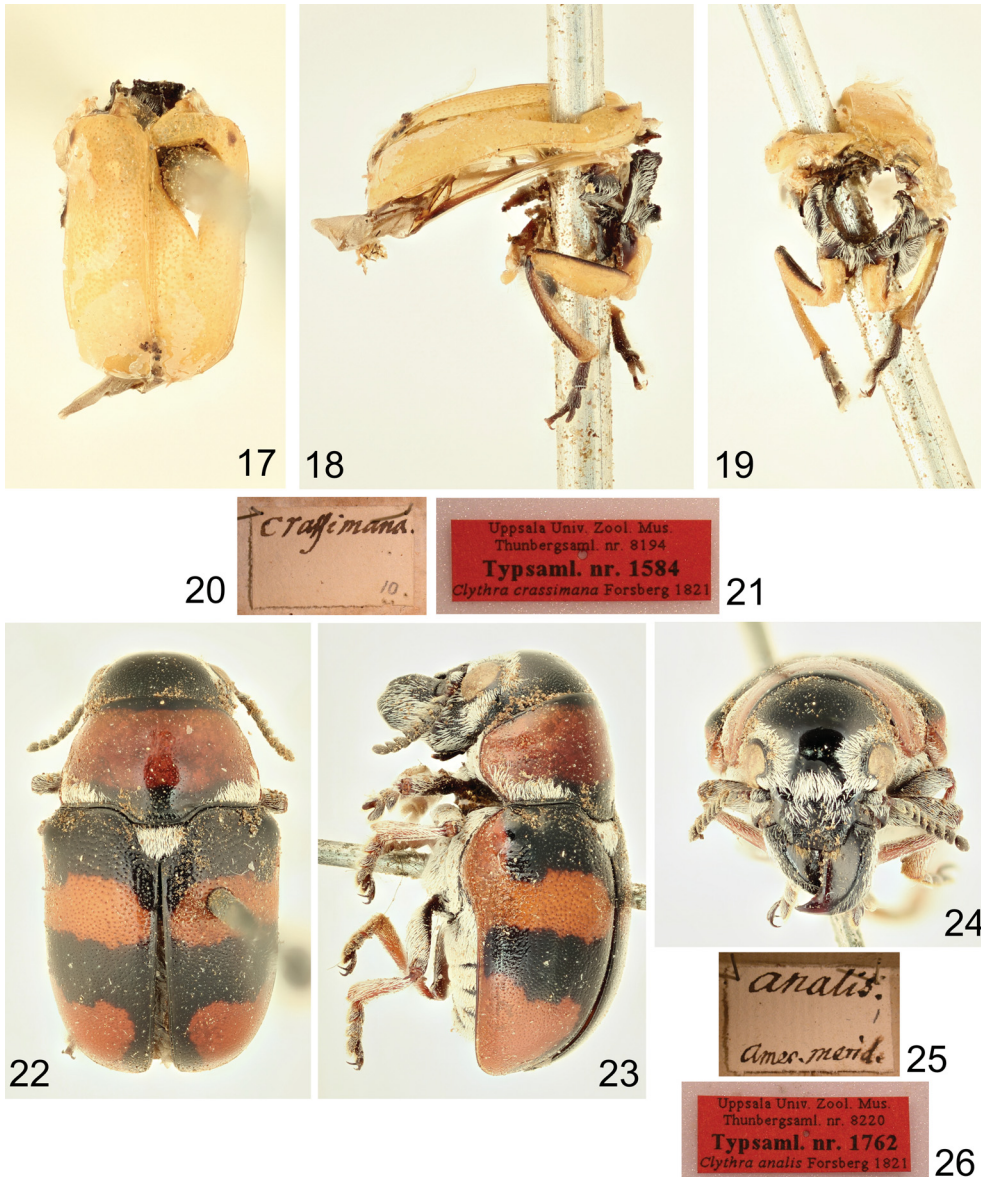 17
18
19
20
craſsimana.
10.
Uppsala Univ. Zool. Mus.
Thunbergsaml. nr. 8194
Typsaml. nr. 1584
Clythra crassimana Forsberg 1821
21
22
23
24
analis.
Amer. merid.
25
Uppsala Univ. Zool. Mus.
Thunbergsaml. nr. 8220
Typsaml. nr. 1762
Clythra analis Forsberg 1821
26